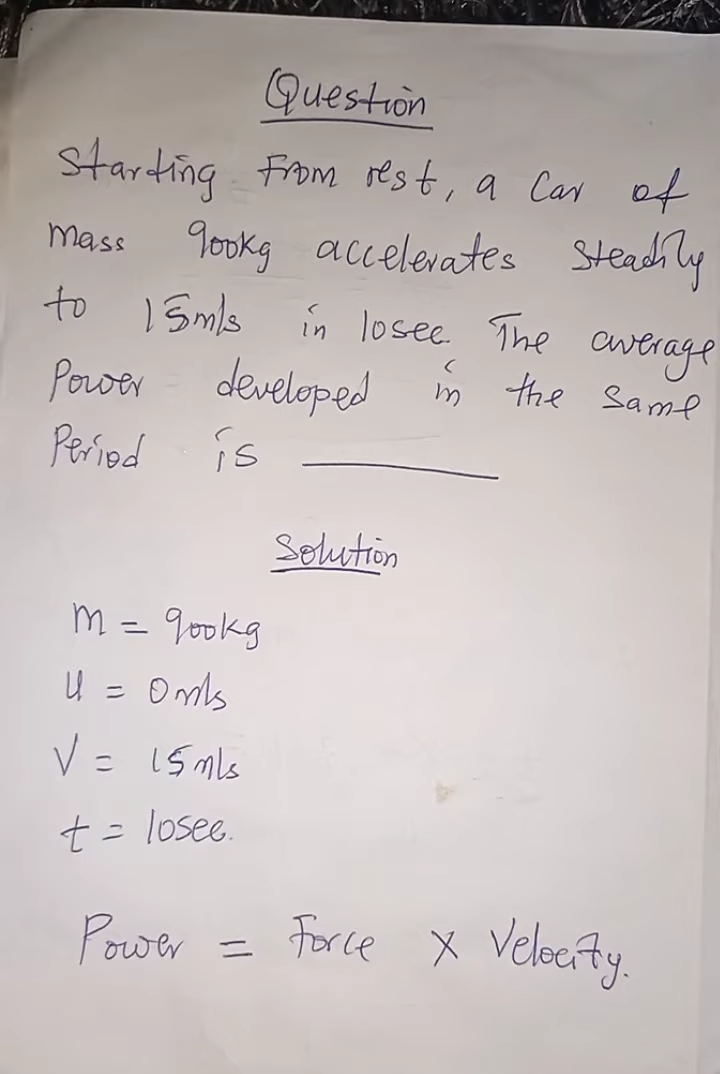 Question
Starting from rest, a Car of
mass 900kg accelerates steadily
to 15m/s in 10sec. The average
Power developed in the same
Period is ________
Solution
m = 900kg
u = 0m/s
V = 15m/s
t = 10sec.
Power = Force x Velocity.